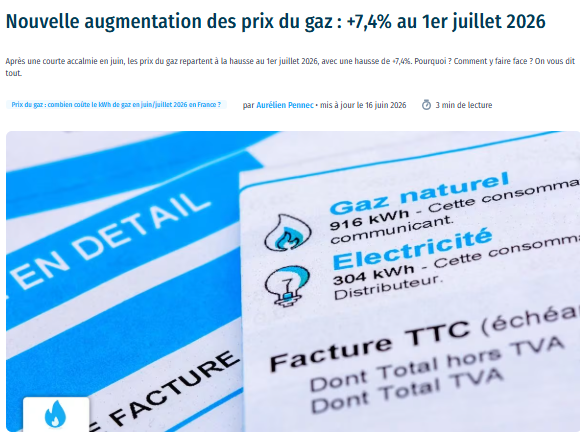 Nouvelle augmentation des prix du gaz : +7,4% au 1er juillet 2026
Après une courte accalmie en juin, les prix du gaz repartent à la hausse au 1er juillet 2026, avec une hausse de +7,4%. Pourquoi ? Comment y faire face ? On vous dit
tout.
Prix du gaz : combien coûte le kWh de gaz en juin/juillet 2026 en France ?
par Aurélien Pennec • mis à jour le 16 juin 2026
3 min de lecture
EN DETAIL
Gaz naturel
916 kWh - Cette consomma
communicant.
Electricité
304 kWh - Cette consomm
Distributeur.
Facture TTC (échéa
Dont Total hors TVA
Dont Total TVA
E FACTURE